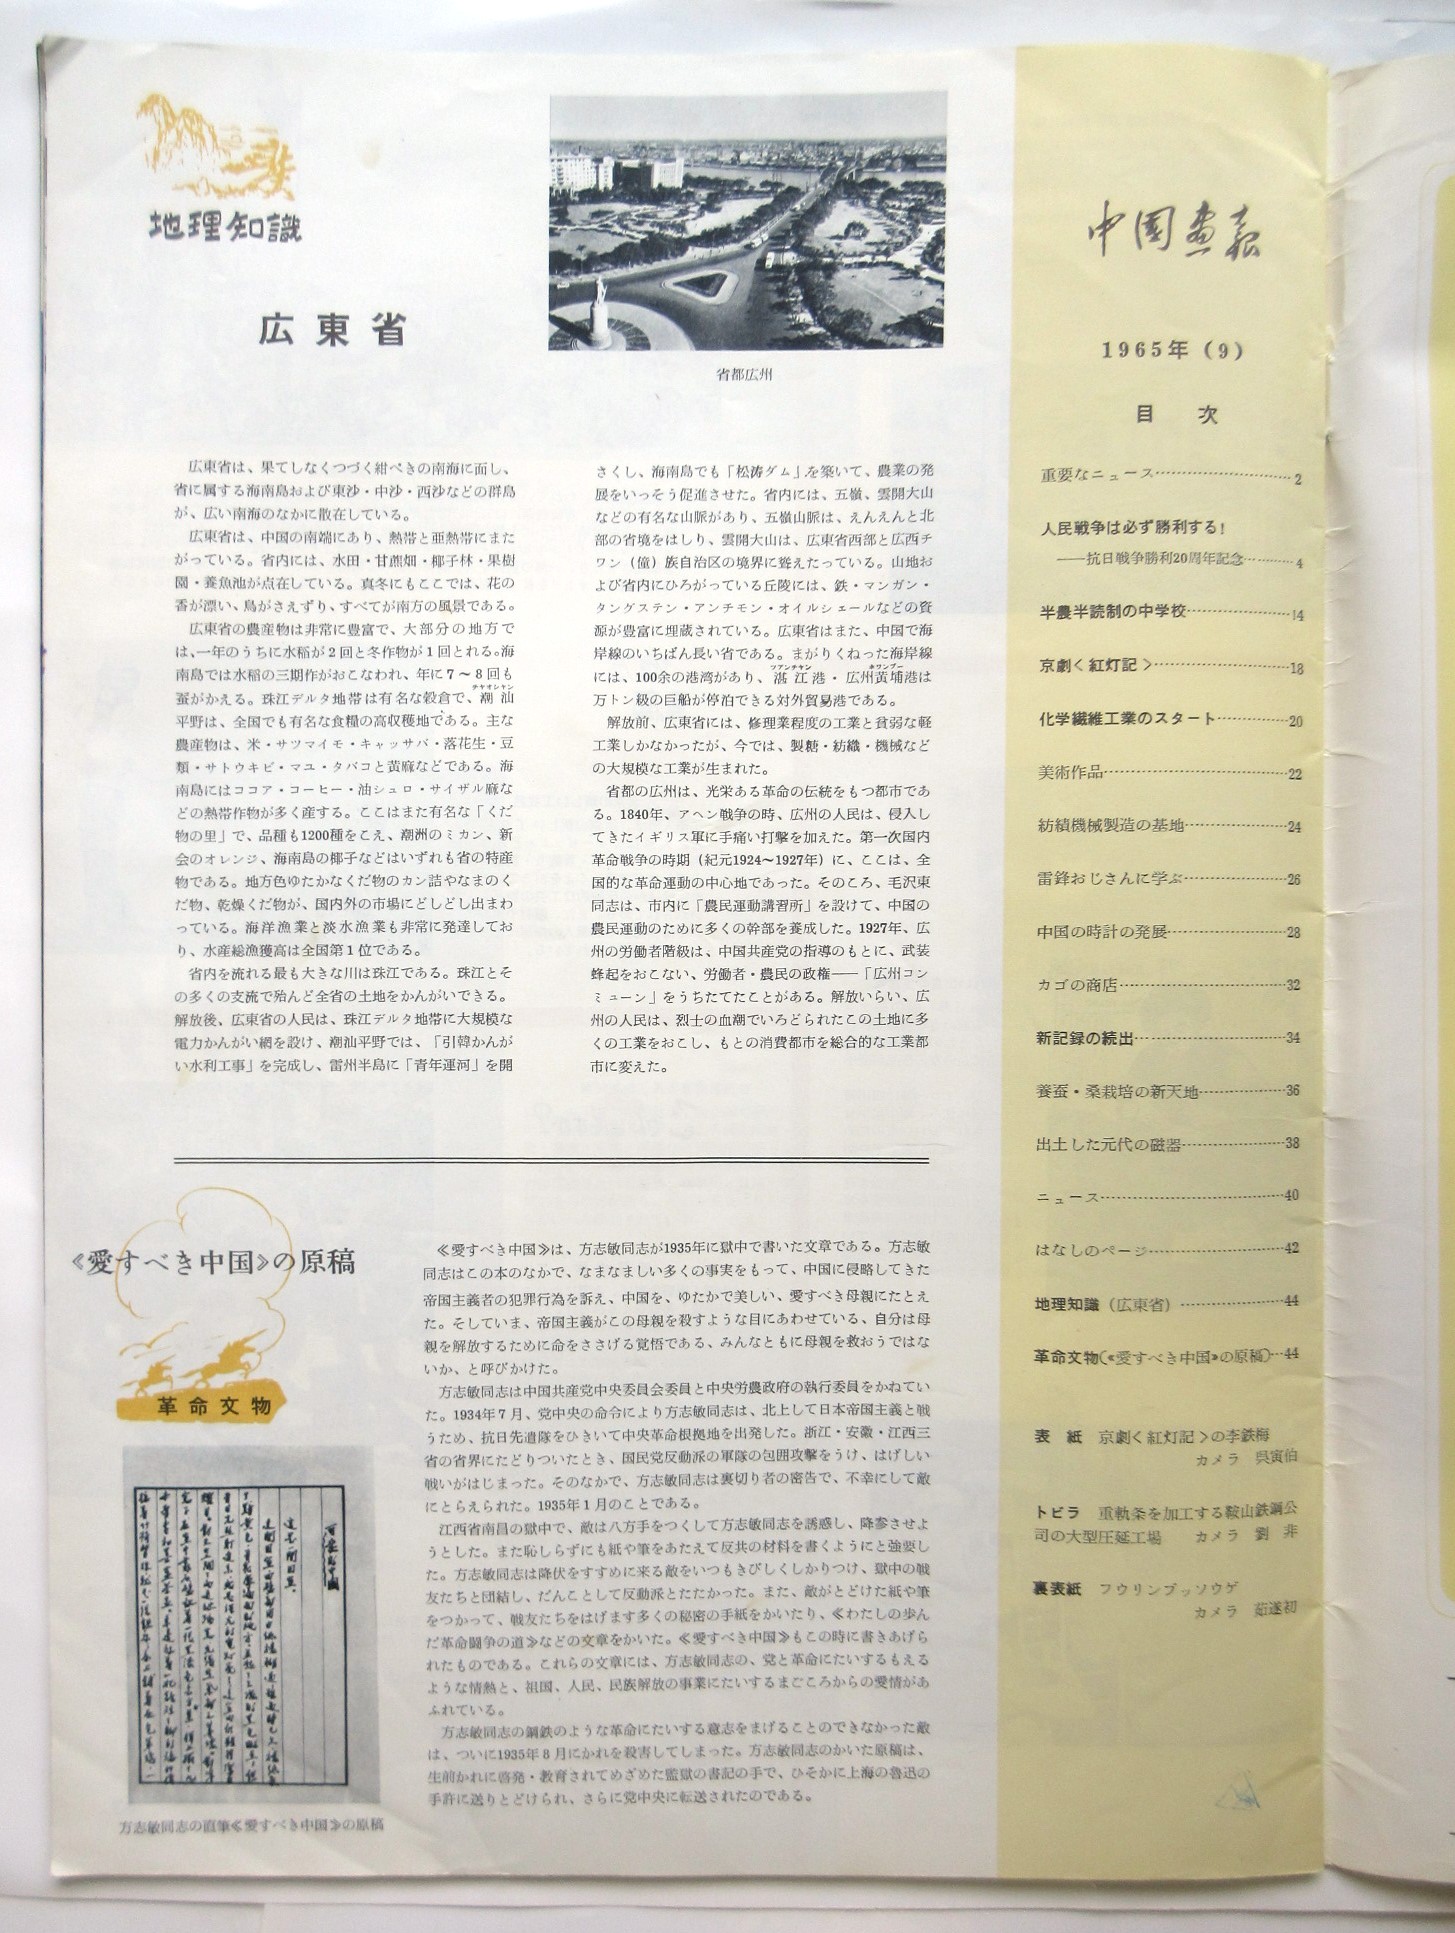 地理知識
広東省
省都広州
広東省は、果てしなくつづく紺ぺきの南海に面し、
省に属する海南島および東沙・中沙・西沙などの群島
が、広い南海のなかに散在している。
広東省は、中国の南端にあり、熱帯と亜熱帯にまた
がっている。省内には、水田・甘蔗畑・椰子林・果樹
園・養魚池が点在している。真冬にもここでは、花の
香が漂い、鳥がさえずり、すべてが南方の風景である。
広東省の農産物は非常に豊富で、大部分の地方で
は、一年のうちに水稲が2回と冬作物が1回とれる。海
南島では水稲の三期作がおこなわれ、年に7〜8回も
蚕がかえる。珠江デルタ地帯は有名な穀倉で、潮汕
チヤオシヤン
平野は、全国でも有名な食糧の高収穫地である。主な
農産物は、米・サツマイモ・キャッサバ・落花生・豆
類・サトウキビ・マユ・タバコと黄麻などである。海
南島にはココア・コーヒー・油シュロ・サイザル麻な
どの熱帯作物が多く産する。ここはまた有名な「くだ
物の里」で、品種も1200種をこえ、潮洲のミカン、新
会のオレンジ、海南島の椰子などはいずれも省の特産
物である。地方色ゆたかなくだ物のカン詰やなまのく
だ物、乾燥くだ物が、国内外の市場にどしどし出まわ
っている。海洋漁業と淡水漁業も非常に発達してお
り、水産総漁獲高は全国第1位である。
省内を流れる最も大きな川は珠江である。珠江とそ
の多くの支流で殆んど全省の土地をかんがいできる。
解放後、広東省の人民は、珠江デルタ地帯に大規模な
電力かんがい網を設け、潮汕平野では、「引韓かんが
い水利工事」を完成し、雷州半島に「青年運河」を開
さくし、海南島でも「松涛ダム」を築いて、農業の発
展をいっそう促進させた。省内には、五嶺、雲開大山
などの有名な山脈があり、五嶺山脈は、えんえんと北
部の省境をはしり、雲開大山は、広東省西部と広西チ
ワン（僮）族自治区の境界に聳えたっている。山地お
よび省内にひろがっている丘陵には、鉄・マンガン・
タングステン・アンチモン・オイルシェールなどの資
源が豊富に埋蔵されている。広東省はまた、中国で海
岸線のいちばん長い省である。まがりくねった海岸線
には、100余の港湾があり、湛江港・広州黄埔港は
ツアンチヤン ホワンプー
万トン級の巨船が停泊できる対外貿易港である。
解放前、広東省には、修理業程度の工業と貧弱な軽
工業しかなかったが、今では、製糖・紡織・機械など
の大規模な工業が生まれた。
省都の広州は、光栄ある革命の伝統をもつ都市であ
る。1840年、アヘン戦争の時、広州の人民は、侵入し
てきたイギリス軍に手痛い打撃を加えた。第一次国内
革命戦争の時期（紀元1924〜1927年）に、ここは、全
国的な革命運動の中心地であった。そのころ、毛沢東
同志は、市内に「農民運動講習所」を設けて、中国の
農民運動のために多くの幹部を養成した。1927年、広
州の労働者階級は、中国共産党の指導のもとに、武装
蜂起をおこない、労働者・農民の政権――「広州コン
ミューン」をうちたてたことがある。解放いらい、広
州の人民は、烈士の血潮でいろどられたこの土地に多
くの工業をおこし、もとの消費都市を総合的な工業都
市に変えた。
《愛すべき中国》の原稿
革命文物
方志敏同志の直筆≪愛すべき中国≫の原稿
≪愛すべき中国≫は、方志敏同志が1935年に獄中で書いた文章である。方志敏
同志はこの本のなかで、なまなましい多くの事実をもって、中国に侵略してきた
帝国主義者の犯罪行為を訴え、中国を、ゆたかで美しい、愛すべき母親にたとえ
た。そしていま、帝国主義がこの母親を殺すような目にあわせている、自分は母
親を解放するために命をささげる覚悟である、みんなともに母親を救おうではな
いか、と呼びかけた。
方志敏同志は中国共産党中央委員会委員と中央労農政府の執行委員をかねてい
た。1934年7月、党中央の命令により方志敏同志は、北上して日本帝国主義と戦
うため、抗日先遣隊をひきいて中央革命根拠地を出発した。浙江・安徽・江西三
省の省界にたどりついたとき、国民党反動派の軍隊の包囲攻撃をうけ、はげしい
戦いがはじまった。そのなかで、方志敏同志は裏切り者の密告で、不幸にして敵
にとらえられた。1935年1月のことである。
江西省南昌の獄中で、敵は八方手をつくして方志敏同志を誘惑し、降参させよ
うとした。また恥しらずにも紙や筆をあたえて反共の材料を書くようにと強要し
た。方志敏同志は降伏をすすめに来る敵をいつもきびしくしかりつけ、獄中の戦
友たちと団結し、だんことして反動派とたたかった。また、敵がとどけた紙や筆
をつかって、戦友たちをはげます多くの秘密の手紙をかいたり、≪わたしの歩ん
だ革命闘争の道≫などの文章をかいた。≪愛すべき中国≫もこの時に書きあげら
れたものである。これらの文章には、方志敏同志の、党と革命にたいするもえる
ような情熱と、祖国、人民、民族解放の事業にたいするまごころからの愛情があ
ふれている。
方志敏同志の鋼鉄のような革命にたいする意志をまげることのできなかった敵
は、ついに1935年8月にかれを殺害してしまった。方志敏同志のかいた原稿は、
生前かれに啓発・教育されてめざめた監獄の書記の手で、ひそかに上海の魯迅の
手許に送りとどけられ、さらに党中央に転送されたのである。
中国画報
1965年（9）
目 次
重要なニュース…………2
人民戦争は必ず勝利する！
――抗日戦争勝利20周年記念…………4
半農半読制の中学校…………14
京劇＜紅灯記＞…………18
化学繊維工業のスタート…………20
美術作品…………22
紡績機械製造の基地…………24
雷鋒おじさんに学ぶ…………26
中国の時計の発展…………28
カゴの商店…………32
新記録の続出…………34
養蚕・桑栽培の新天地…………36
出土した元代の磁器…………38
ニュース…………40
はなしのページ…………42
地理知識（広東省）…………44
革命文物（≪愛すべき中国≫の原稿）…44
表 紙 京劇＜紅灯記＞の李鉄梅
カメラ 呉寅伯
トビラ 重軌条を加工する鞍山鉄鋼公
司の大型圧延工場 カメラ 劉 非
裏表紙 フウリンブッソウゲ
カメラ 茹遂初